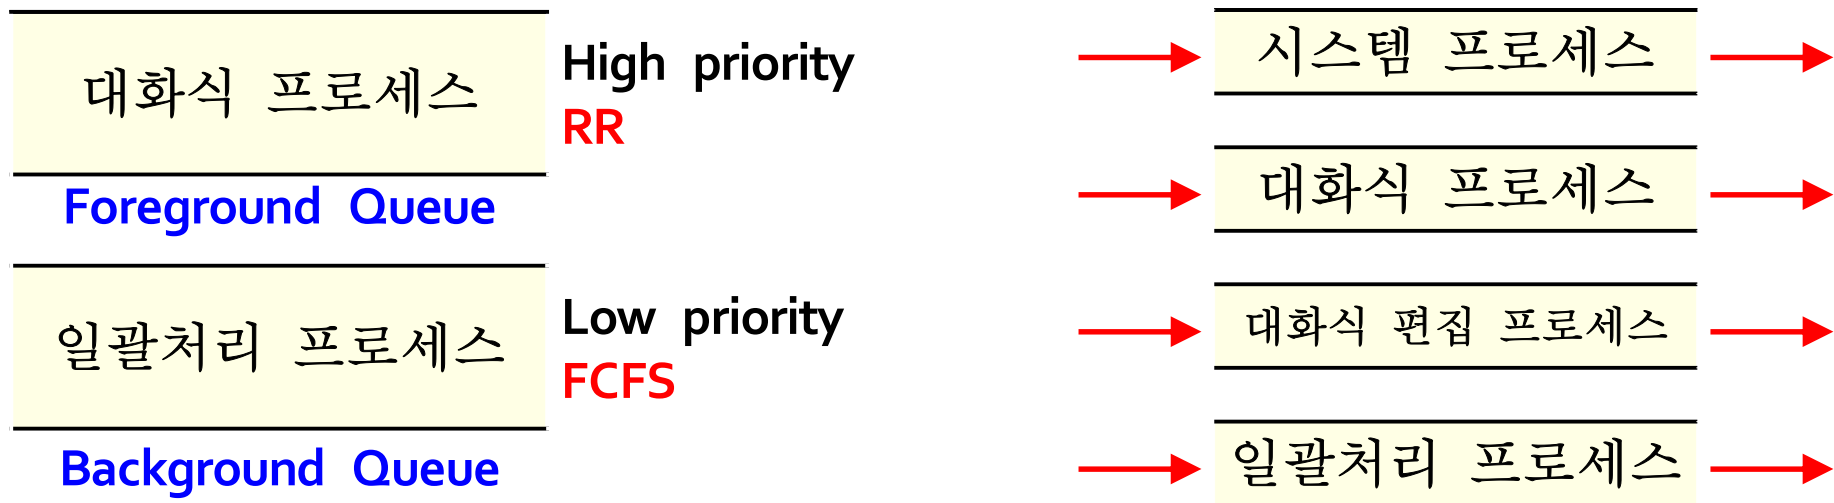 대화식 프로세스
High priority
RR
Foreground Queue
일괄처리 프로세스
Low priority
FCFS
Background Queue
시스템 프로세스
대화식 프로세스
대화식 편집 프로세스
일괄처리 프로세스